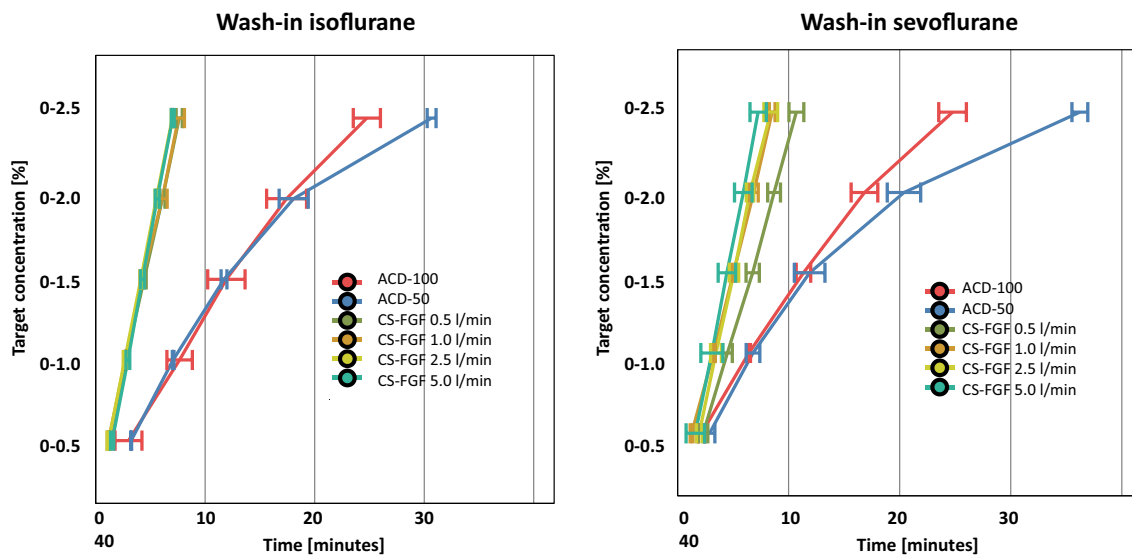 Wash-in isoflurane
Target concentration [%]
0-2.5
0-2.0
0-1.5
0-1.0
0-0.5
ACD-100
ACD-50
CS-FGF 0.5 l/min
CS-FGF 1.0 l/min
CS-FGF 2.5 l/min
CS-FGF 5.0 l/min
0 10 20 30
40
Time [minutes]
Wash-in sevoflurane
Target concentration [%]
0-2.5
0-2.0
0-1.5
0-1.0
0-0.5
ACD-100
ACD-50
CS-FGF 0.5 l/min
CS-FGF 1.0 l/min
CS-FGF 2.5 l/min
CS-FGF 5.0 l/min
0 10 20 30
40
Time [minutes]